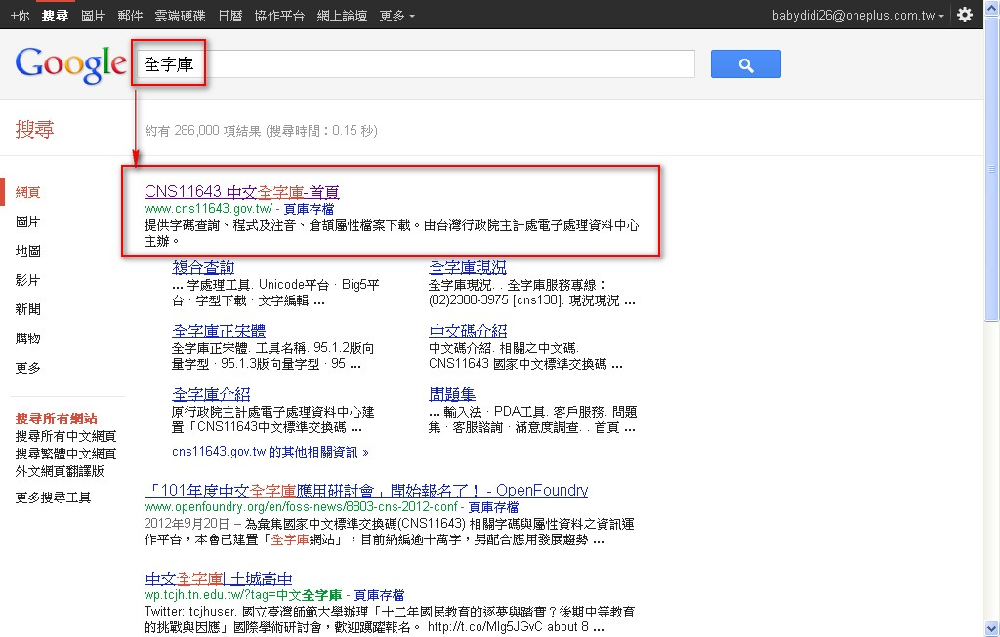 +你 搜尋 圖片 郵件 雲端硬碟 日曆 協作平台 網上論壇 更多 babydidi26@oneplus.com.tw
Google 全字庫
搜尋 約有 286,000 項結果 (搜尋時間：0.15 秒)
網頁
圖片
地圖
影片
新聞
購物
更多
搜尋所有網站
搜尋所有中文網頁
搜尋繁體中文網頁
外文網頁翻譯版
更多搜尋工具
CNS11643 中文全字庫-首頁
www.cns11643.gov.tw/ - 頁庫存檔
提供字碼查詢、程式及注音、倉頡屬性檔案下載。由台灣行政院主計處電子處理資料中心
主辦。
複合查詢
... 字處理工具. Unicode平台 · Big5平
台 · 字型下載 · 文字編輯 ...
全字庫現況
全字庫現況. . 全字庫服務專線：
(02)2380-3975 [cns130]. 現況現況 ...
全字庫正宋體
全字庫正宋體. 工具名稱. 95.1.2版向
量字型 · 95.1.3版向量字型 · 95 ...
中文碼介紹
中文碼介紹. 相關之中文碼.
CNS11643 國家中文標準交換碼 ...
全字庫介紹
原行政院主計處電子處理資料中心建
置「CNS11643中文標準交換碼 ...
問題集
... 輸入法 · PDA工具. 客戶服務. 問題
集 · 客服諮詢 · 滿意度調查. . 首頁 ...
cns11643.gov.tw 的其他相關資訊 »
「101年度中文全字庫應用研討會」開始報名了！ - OpenFoundry
www.openfoundry.org/en/foss-news/8803-cns-2012-conf - 頁庫存檔
2012年9月20日 – 為彙集國家中文標準交換碼(CNS11643) 相關字碼與屬性資料之資訊運
作平台，本會已建置「全字庫網站」，目前納編逾十萬字，另配合應用發展趨勢 ...
中文全字庫| 土城高中
wp.tcjh.tn.edu.tw/?tag=中文全字庫 - 頁庫存檔
Twitter: tcjhuser. 國立臺灣師範大學辦理「十二年國民教育的逐夢與踏實？後期中等教育
的挑戰與因應」國際學術研討會，歡迎踴躍報名。 http://t.co/MIg5JGvC about 8 ...